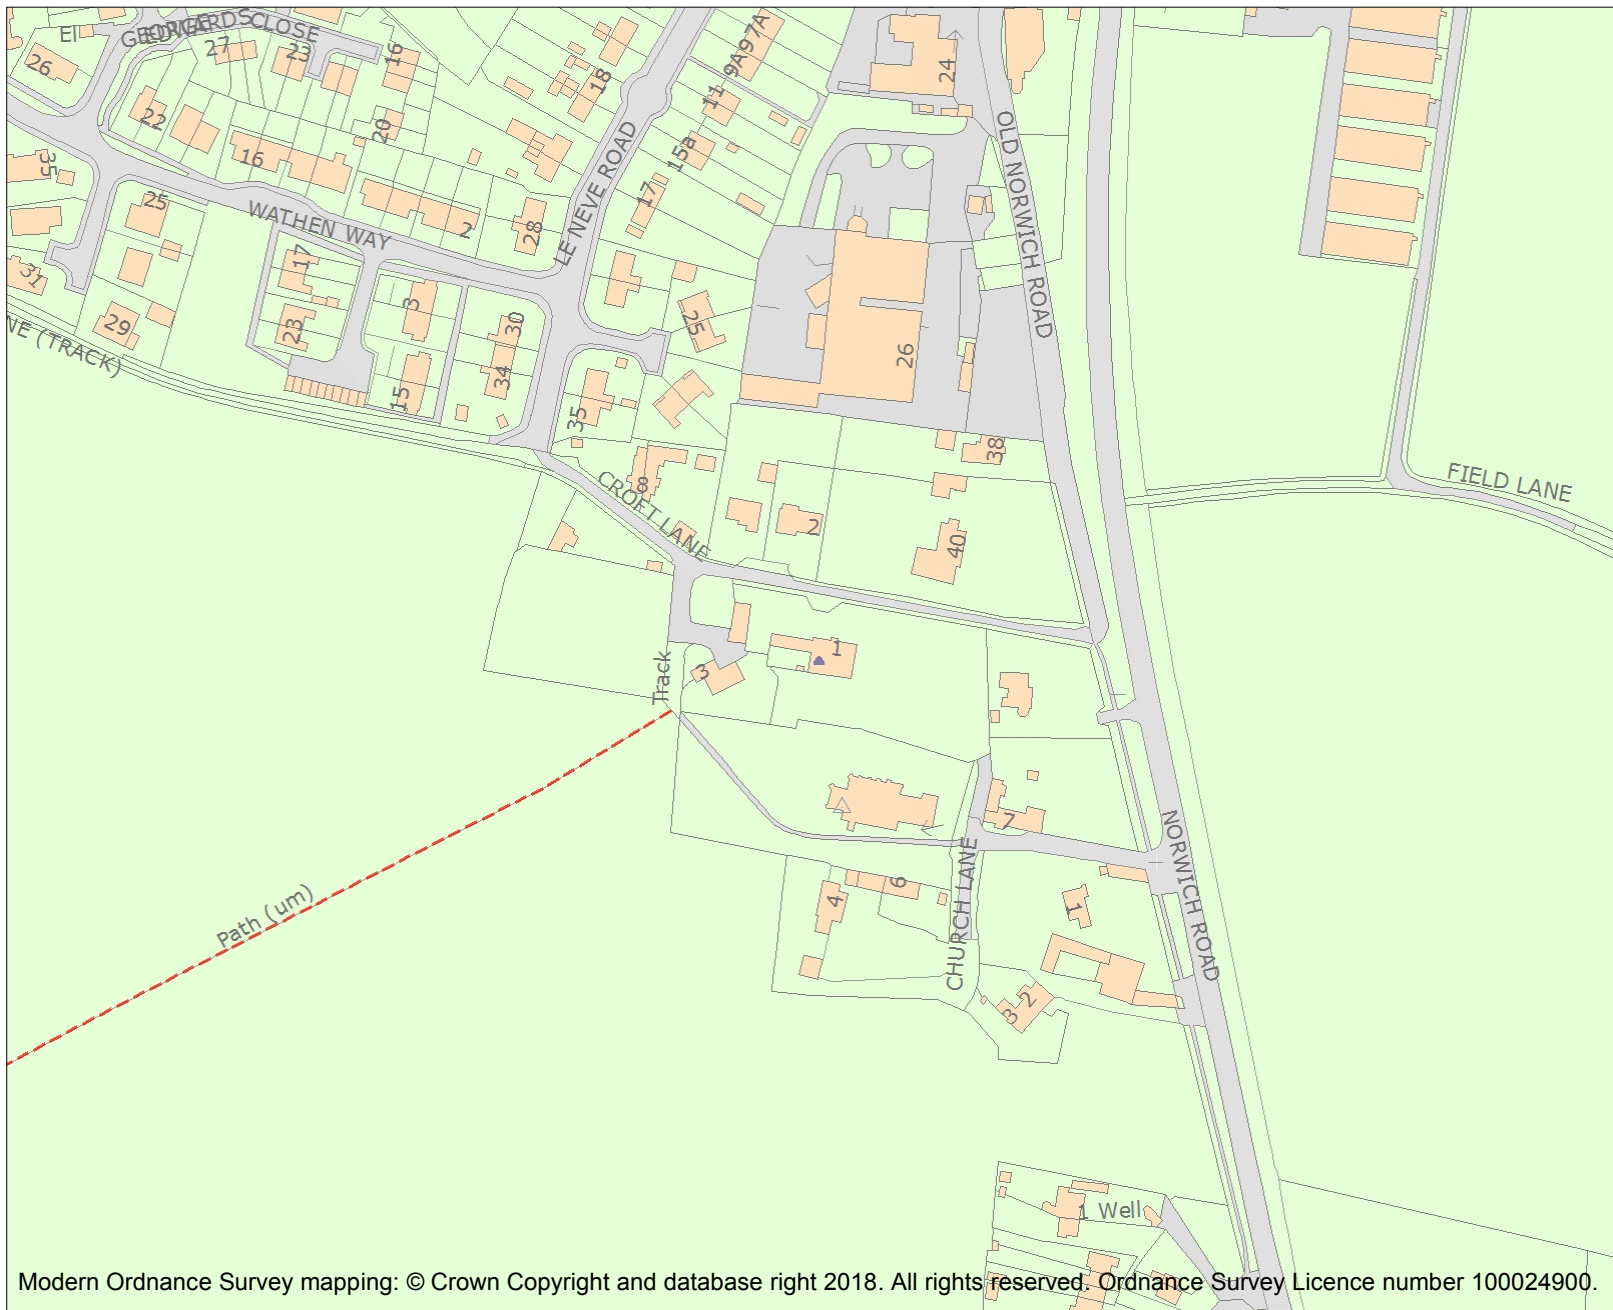 El
GEORGE
EDWARDS CLOSE
26
27
23
16
18
9A
97A
24
22
11
20
16
15a
35
17
25
WATHEN WAY
2
28
LE NEVE ROAD
OLD NORWICH ROAD
31
17
3
30
25
29
23
26
NE (TRACK)
15
34
35
38
8
CROFT LANE
FIELD LANE
2
40
1
3
Track
7
NORWICH ROAD
Path (um)
6
4
CHURCH LANE
1
2
3
1
Well
Modern Ordnance Survey mapping: © Crown Copyright and database right 2018. All rights reserved. Ordnance Survey Licence number 100024900.